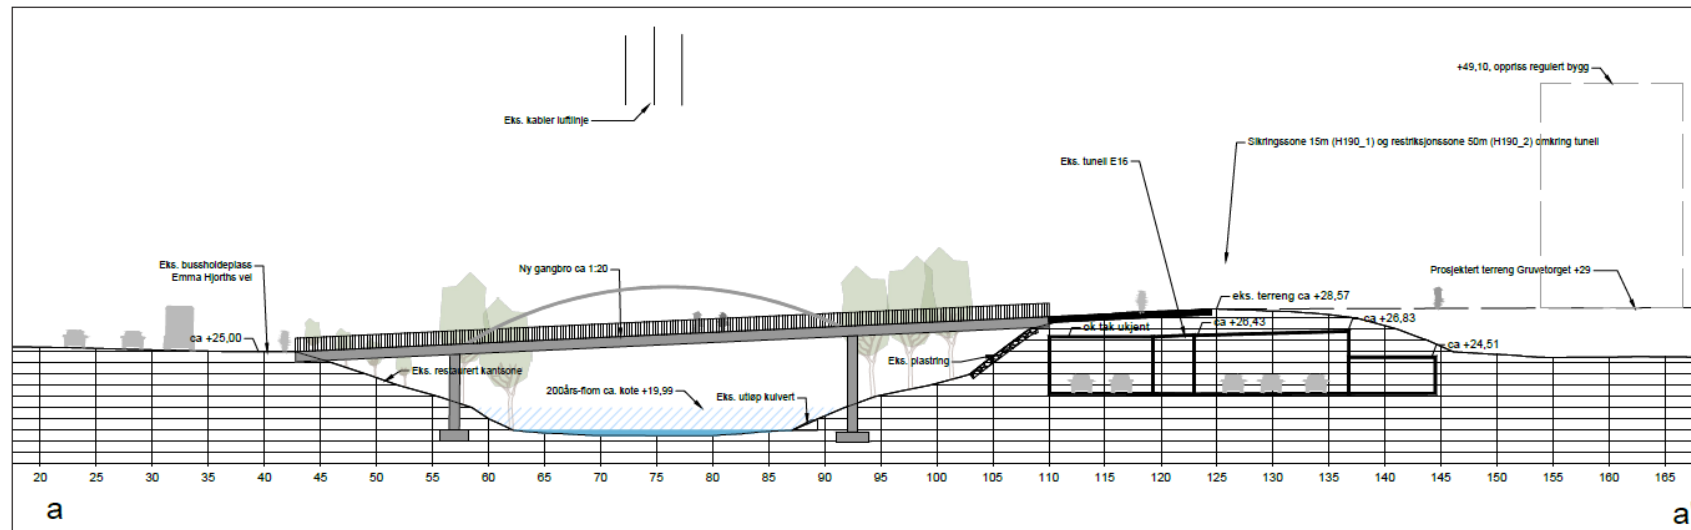 +49,10, oppriss regulert bygg
Eks. kabler luftlinje
Sikringssone 15m (H190_1) og restriksjonssone 50m (H190_2) omkring tunell
Eks. tunell E16
Eks. bussholdeplass
Emma Hjorths vei
Ny gangbro ca 1:20
Prosjektert terreng Gruvetorget +29
eks. terreng ca +28,57
ca +26,83
ca +26,43
ok tak ukjent
ca +25,00
ca +24,51
Eks. plastring
Eks. restaurert kantsone
200års-flom ca. kote +19,99
Eks. utløp kulvert
20 25 30 35 40 45 50 55 60 65 70 75 80 85 90 95 100 105 110 115 120 125 130 135 140 145 150 155 160 165
a
a